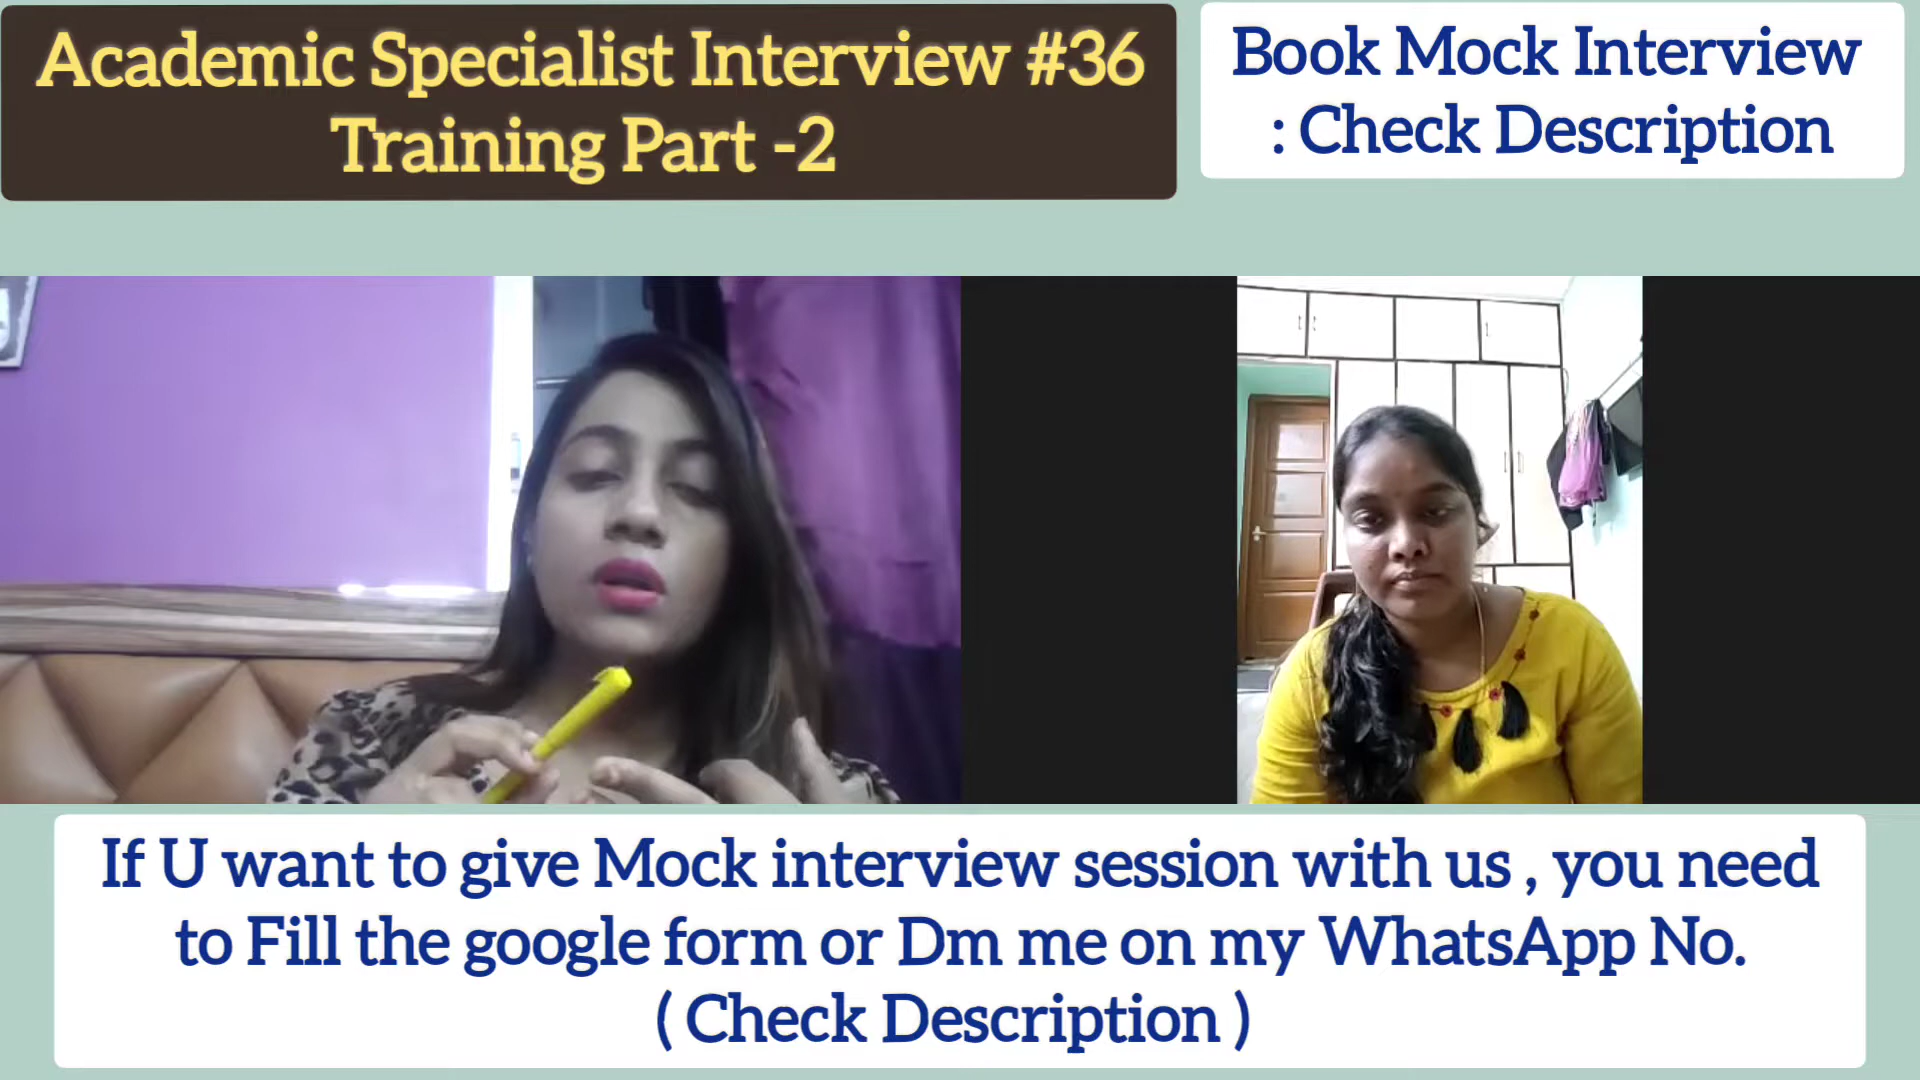 Academic Specialist Interview #36
Training Part -2
Book Mock Interview
: Check Description
If U want to give Mock interview session with us , you need
to Fill the google form or Dm me on my WhatsApp No.
( Check Description )